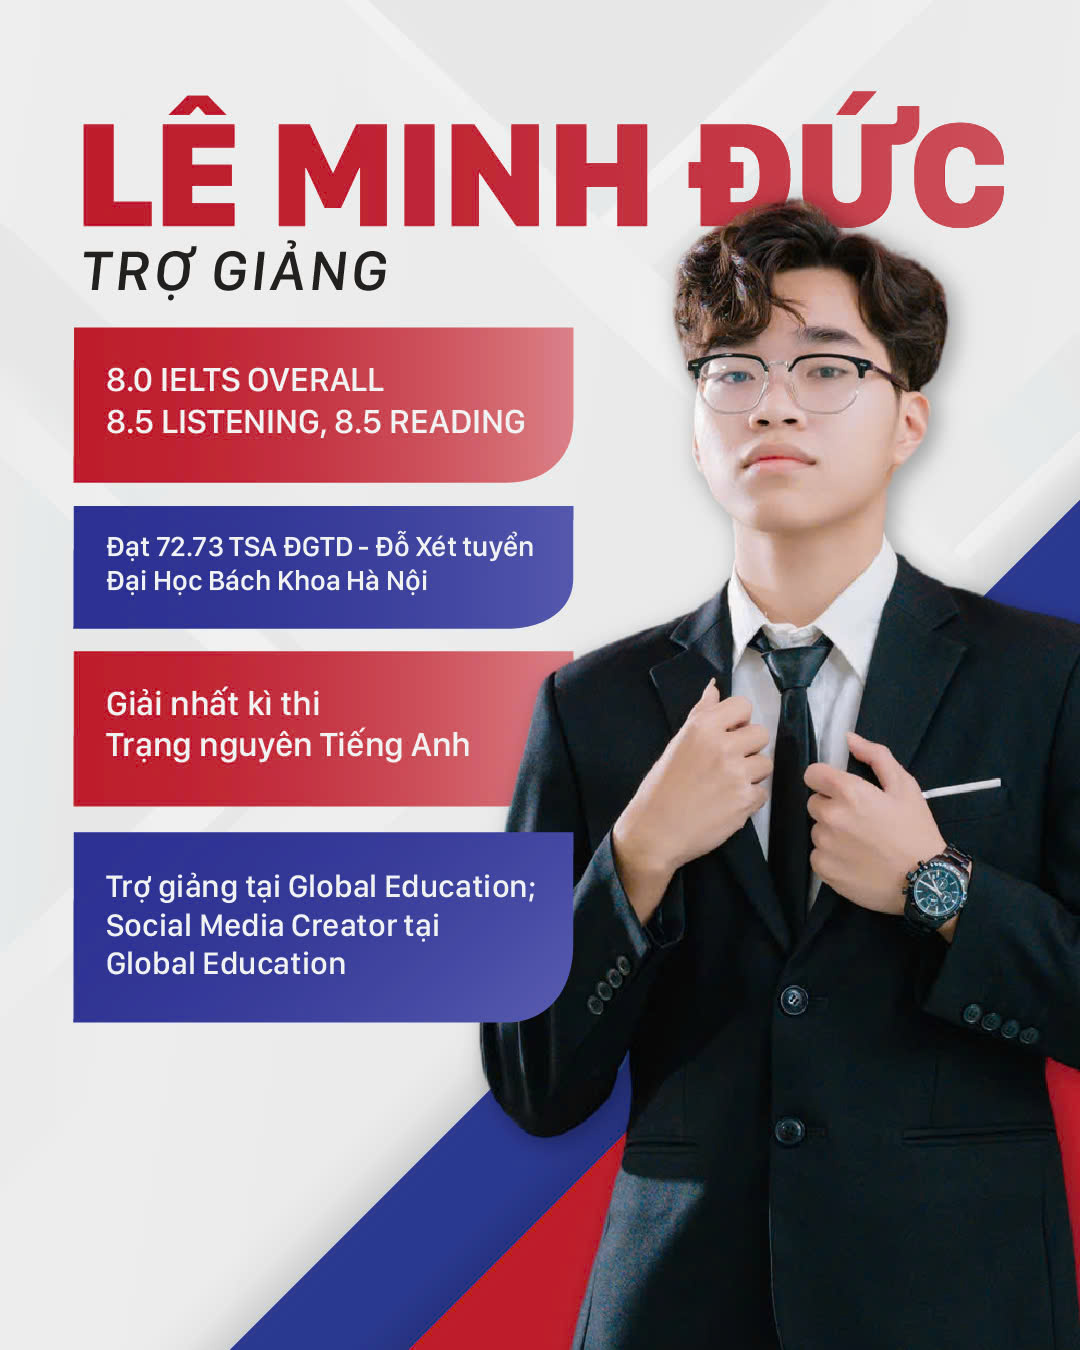 LÊ MINH ĐỨC
TRỢ GIẢNG
8.0 IELTS OVERALL
8.5 LISTENING, 8.5 READING
Đạt 72.73 TSA ĐGTD - Đỗ Xét tuyển
Đại Học Bách Khoa Hà Nội
Giải nhất kì thi
Trạng nguyên Tiếng Anh
Trợ giảng tại Global Education;
Social Media Creator tại
Global Education